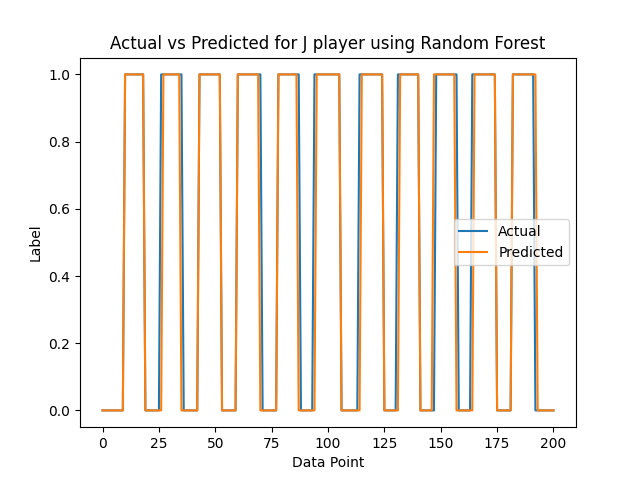 Actual vs Predicted for J player using Random Forest
1.0
0.8
0.6
0.4
0.2
0.0
Label
Actual
Predicted
0 25 50 75 100 125 150 175 200
Data Point